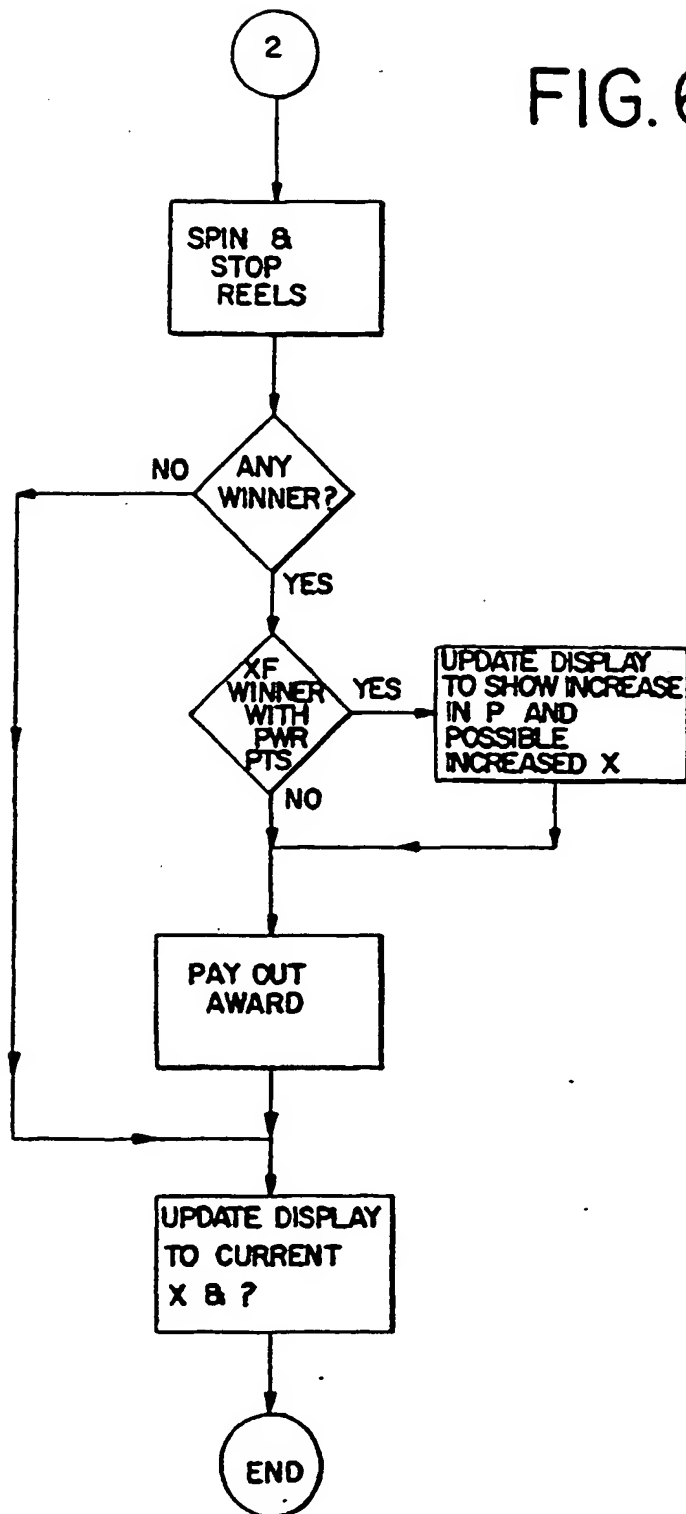 2
FIG. 6
SPIN &
STOP
REELS
NO
ANY
WINNER?
YES
XF
WINNER
WITH
PWR
PTS
YES
UPDATE DISPLAY
TO SHOW INCREASE
IN P AND
POSSIBLE
INCREASED X
NO
PAY OUT
AWARD
UPDATE DISPLAY
TO CURRENT
X & ?
END